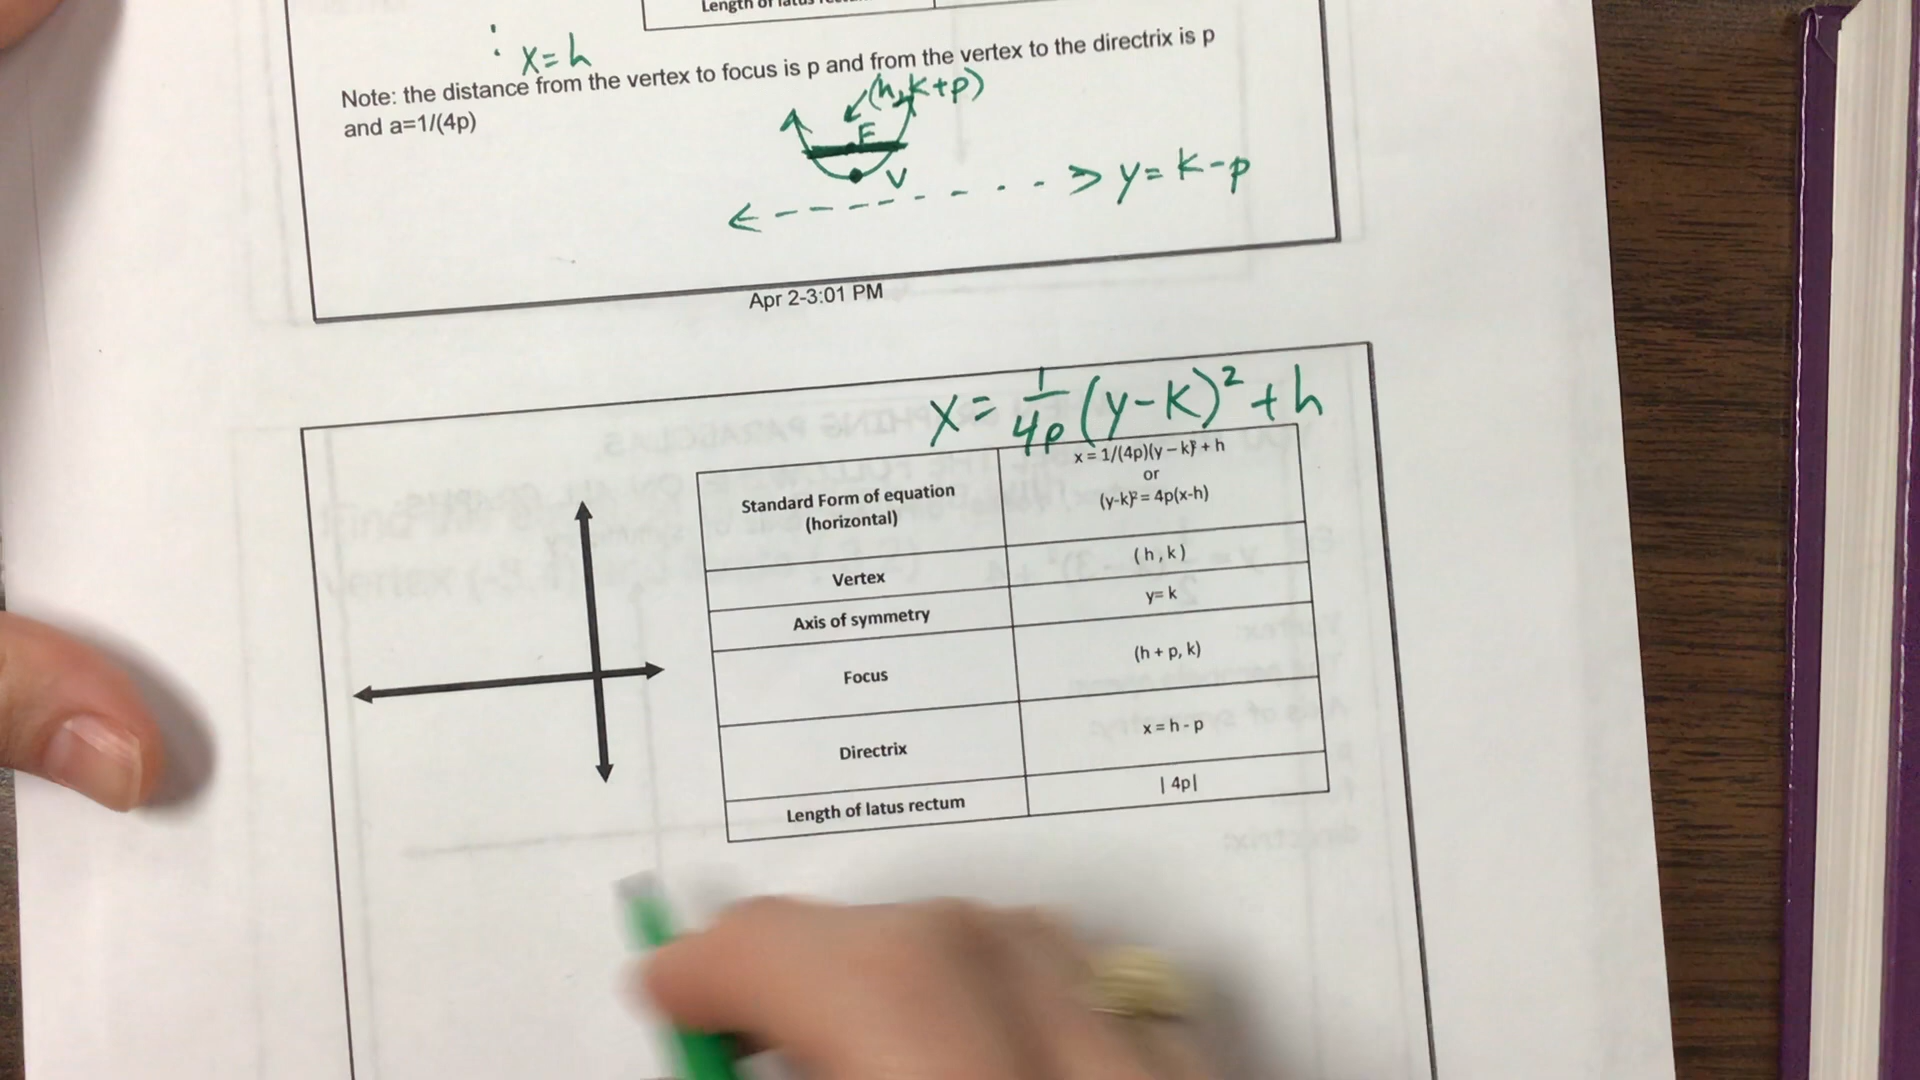 Length of latus
: x=h
Note: the distance from the vertex to focus is p and from the vertex to the directrix is p
and a=1/(4p)
(h, k+p)
F
V
y= k-p
Apr 2-3:01 PM
x = 1/4p (y-k)² + h
Standard Form of equation
(horizontal)
x = 1/(4p)(y – k)² + h
or
(y-k)² = 4p(x-h)
Vertex
( h , k )
Axis of symmetry
y= k
Focus
(h + p, k)
Directrix
x = h - p
Length of latus rectum
| 4p|